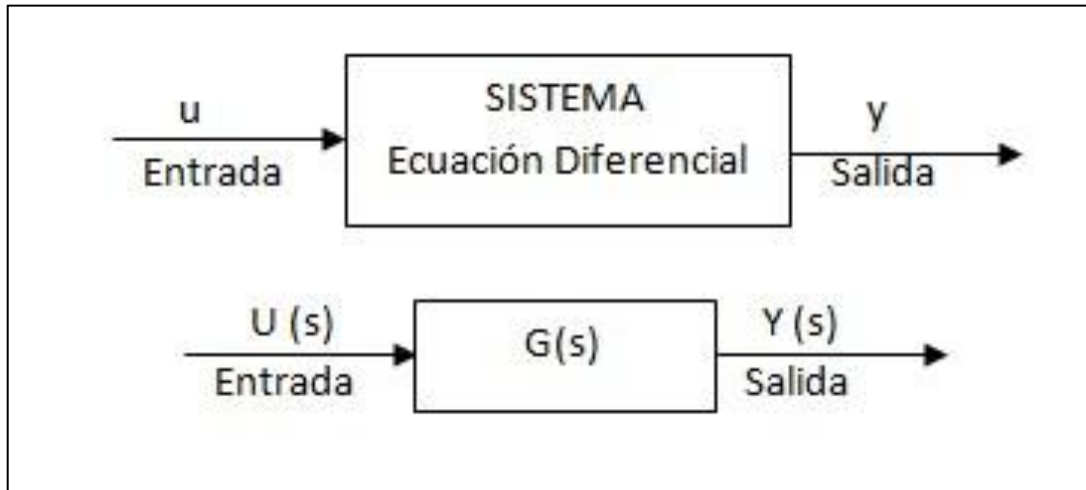 u
Entrada
SISTEMA
Ecuación Diferencial
y
Salida
U (s)
Entrada
G(s)
Y (s)
Salida